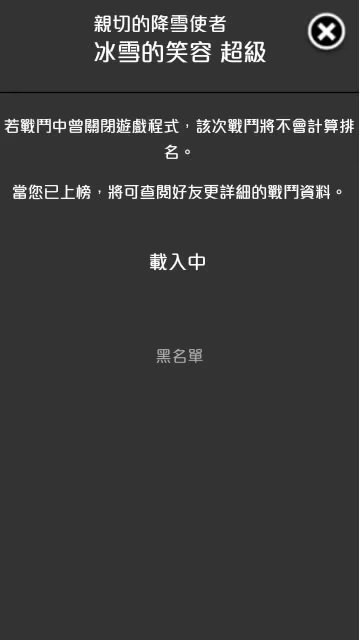 親切的降雪使者
冰雪的笑容 超級
若戰鬥中曾關閉遊戲程式，該次戰鬥將不會計算排
名。
當您已上榜，將可查閱好友更詳細的戰鬥資料。
載入中
黑名單